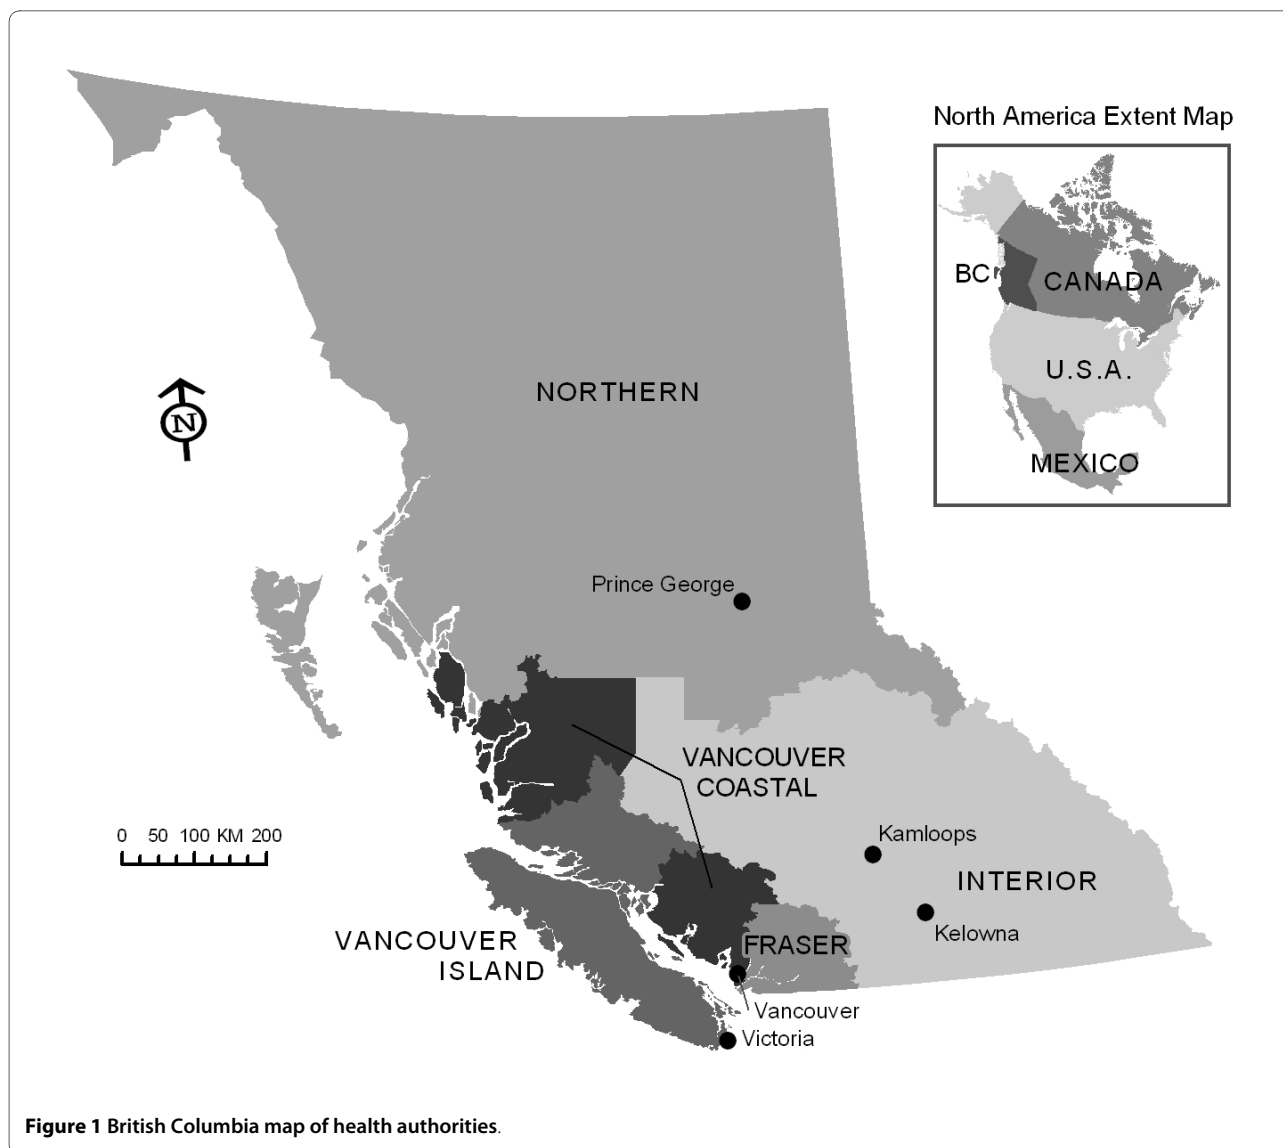 North America Extent Map
BC
CANADA
U.S.A.
MEXICO
NORTHERN
N
Prince George
VANCOUVER
COASTAL
0 50 100 KM 200
Kamloops
INTERIOR
Kelowna
VANCOUVER
ISLAND
FRASER
Vancouver
Victoria
Figure 1 British Columbia map of health authorities.